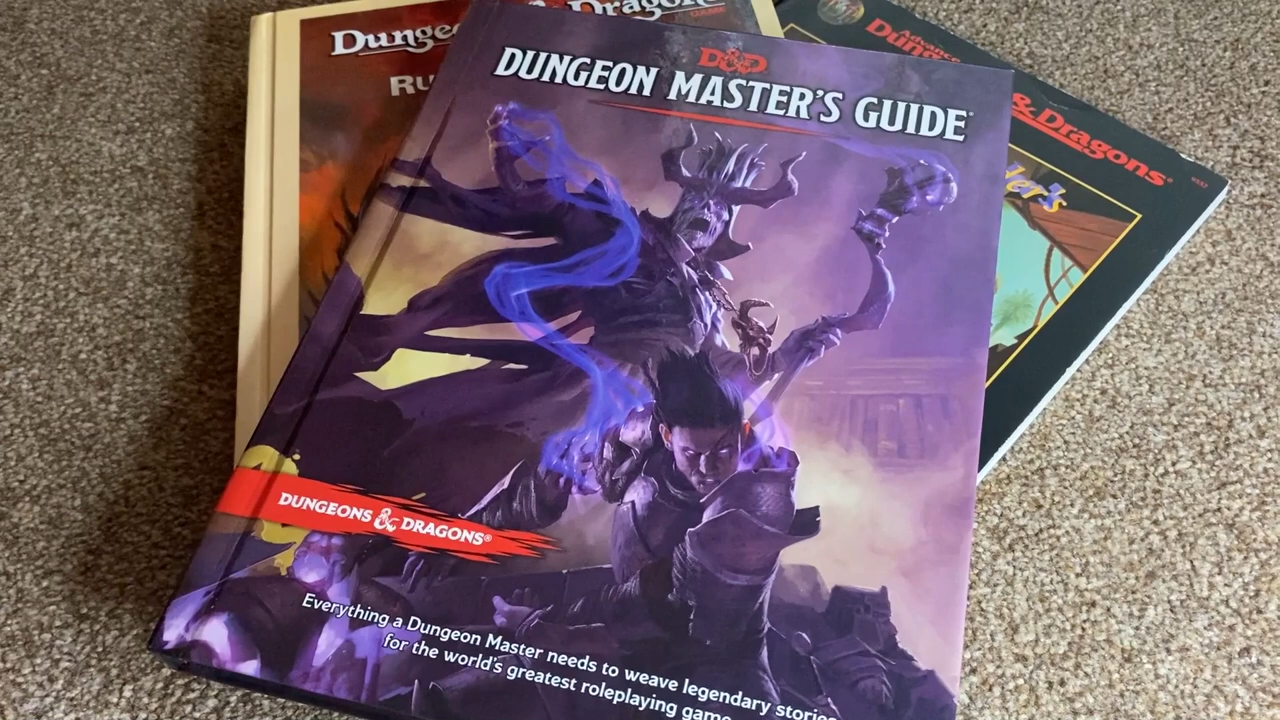 Dragons
D&D
DUNGEON MASTER'S GUIDE
Advance
& Dragons®
DUNGEONS & DRAGONS®
Everything a Dungeon Master needs to weave legendary stories
for the world's greatest roleplaying game